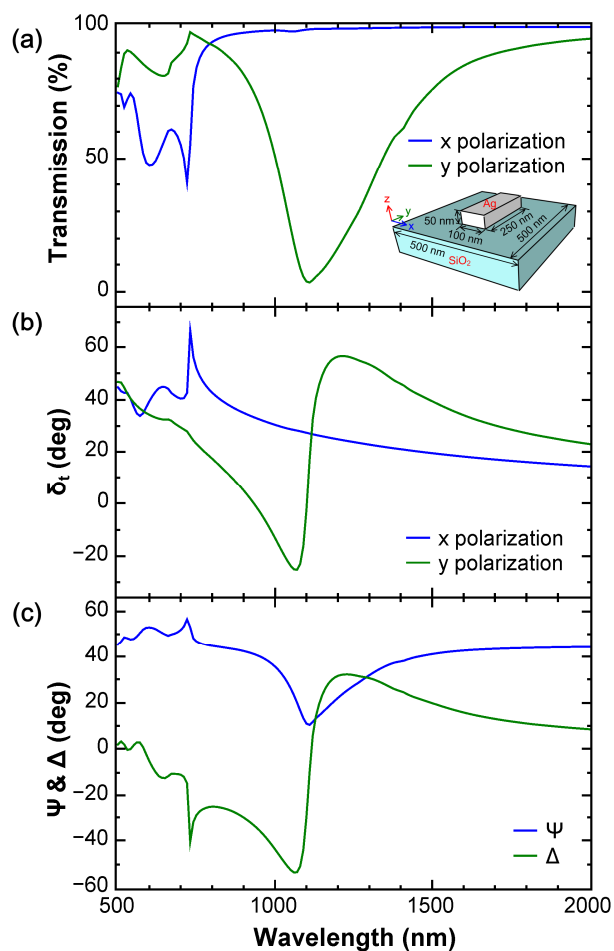 (a)
Transmission (%)
100
50
0
x polarization
y polarization
z
y
x
Ag
50 nm
100 nm
250 nm
500 nm
500 nm
SiO₂
(b)
δt (deg)
60
40
20
0
−20
x polarization
y polarization
(c)
Ψ & Δ (deg)
60
40
20
0
−20
−40
−60
Ψ
Δ
500 1000 1500 2000
Wavelength (nm)